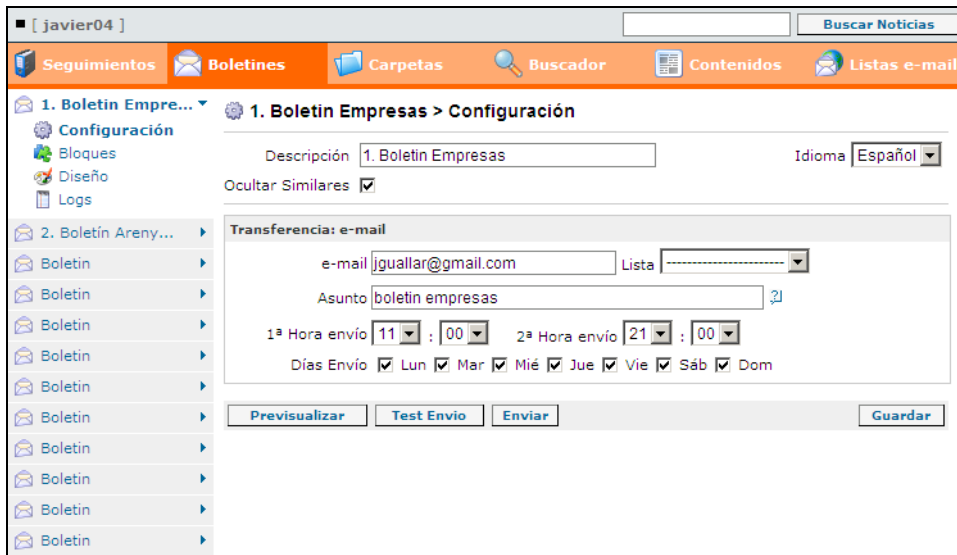 [ javier04 ]
Buscar Noticias
Seguimientos Boletines Carpetas Buscador Contenidos Listas e-mail
1. Boletin Empre...
Configuración
Bloques
Diseño
Logs
2. Boletín Areny...
Boletin
Boletin
Boletin
Boletin
Boletin
Boletin
Boletin
Boletin
Boletin
Boletin
1. Boletin Empresas > Configuración
Descripción 1. Boletin Empresas Idioma Español
Ocultar Similares
Transferencia: e-mail
e-mail jguallar@gmail.com Lista -----------------------
Asunto boletin empresas ?
1ª Hora envío 11 : 00 2ª Hora envío 21 : 00
Días Envío Lun Mar Mié Jue Vie Sáb Dom
Previsualizar Test Envio Enviar Guardar